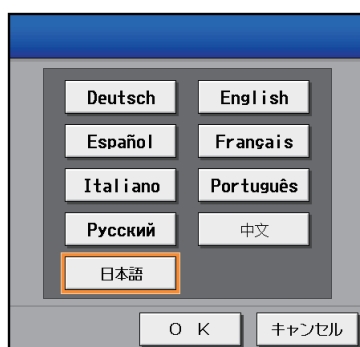 Deutsch English
Español Français
Italiano Português
Русский 中文
日本語
O K キャンセル